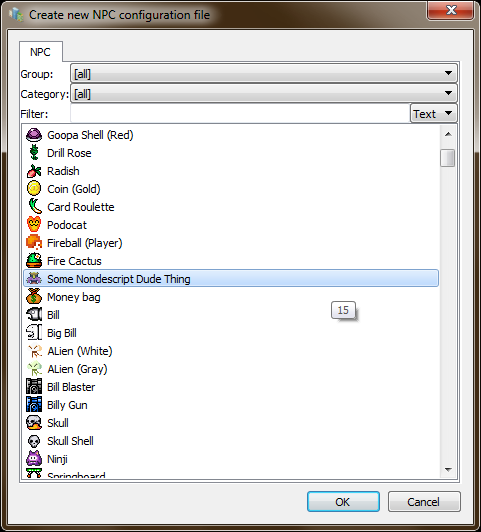 Create new NPC configuration file
NPC
Group: [all]
Category: [all]
Filter: Text
Goopa Shell (Red)
Drill Rose
Radish
Coin (Gold)
Card Roulette
Podocat
Fireball (Player)
Fire Cactus
Some Nondescript Dude Thing
Money bag
15
Bill
Big Bill
ALien (White)
ALien (Gray)
Bill Blaster
Billy Gun
Skull
Skull Shell
Ninji
Springboard
OK Cancel